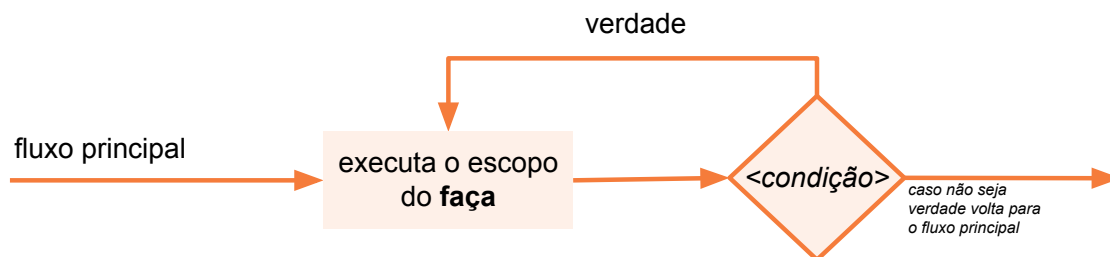 verdade
fluxo principal
executa o escopo
do faça
<condição>
caso não seja
verdade volta para
o fluxo principal